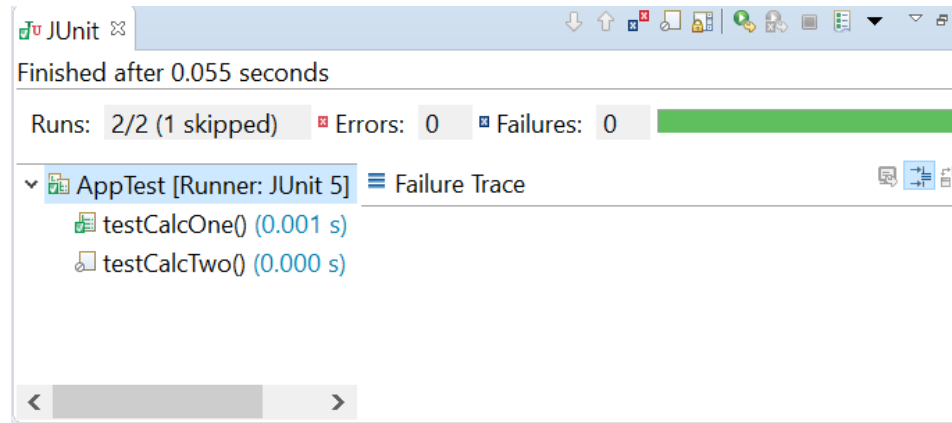 JUnit
Finished after 0.055 seconds
Runs: 2/2 (1 skipped) Errors: 0 Failures: 0
AppTest [Runner: JUnit 5] Failure Trace
testCalcOne() (0.001 s)
testCalcTwo() (0.000 s)